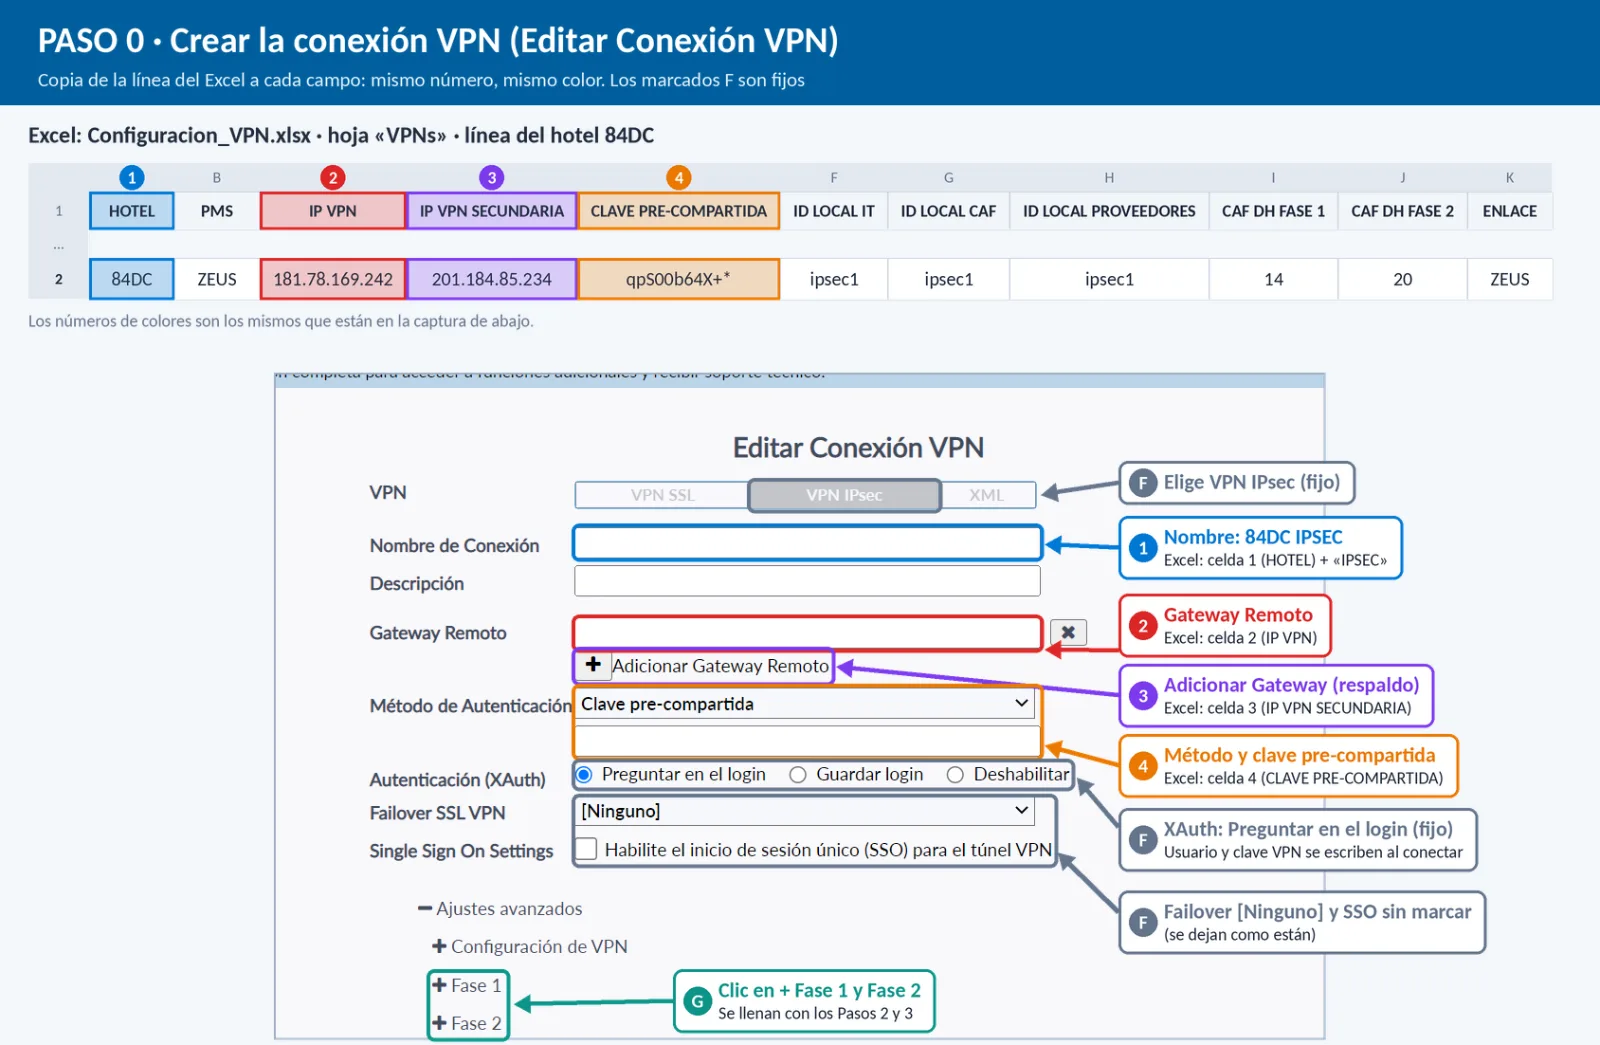 PASO 0 · Crear la conexión VPN (Editar Conexión VPN)
Copia de la línea del Excel a cada campo: mismo número, mismo color. Los marcados F son fijos
Excel: Configuracion_VPN.xlsx · hoja «VPNs» · línea del hotel 84DC
1 B 2 3 4 F G H I J K
1 HOTEL PMS IP VPN IP VPN SECUNDARIA CLAVE PRE-COMPARTIDA ID LOCAL IT ID LOCAL CAF ID LOCAL PROVEEDORES CAF DH FASE 1 CAF DH FASE 2 ENLACE
...
2 84DC ZEUS 181.78.169.242 201.184.85.234 qpS00b64X+* ipsec1 ipsec1 ipsec1 14 20 ZEUS
Los números de colores son los mismos que están en la captura de abajo.
n completa para acceder a funciones adicionales y recibir soporte técnico.
Editar Conexión VPN
VPN VPN SSL VPN IPsec XML
F Elige VPN IPsec (fijo)
Nombre de Conexión
1 Nombre: 84DC IPSEC
Excel: celda 1 (HOTEL) + «IPSEC»
Descripción
Gateway Remoto ✖
2 Gateway Remoto
Excel: celda 2 (IP VPN)
+ Adicionar Gateway Remoto
3 Adicionar Gateway (respaldo)
Excel: celda 3 (IP VPN SECUNDARIA)
Método de Autenticación Clave pre-compartida
4 Método y clave pre-compartida
Excel: celda 4 (CLAVE PRE-COMPARTIDA)
Autenticación (XAuth) Preguntar en el login Guardar login Deshabilitar
F XAuth: Preguntar en el login (fijo)
Usuario y clave VPN se escriben al conectar
Failover SSL VPN [Ninguno]
Single Sign On Settings Habilite el inicio de sesión único (SSO) para el túnel VPN
F Failover [Ninguno] y SSO sin marcar
(se dejan como están)
− Ajustes avanzados
+ Configuración de VPN
+ Fase 1
+ Fase 2
G Clic en + Fase 1 y Fase 2
Se llenan con los Pasos 2 y 3